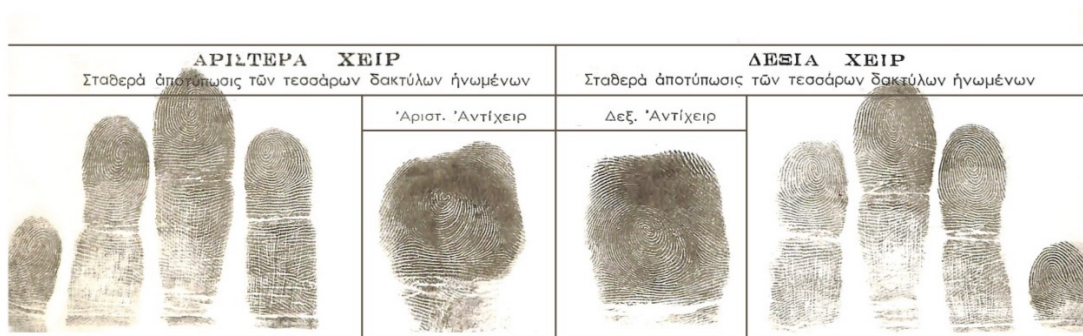 ΑΡΙΣΤΕΡΑ ΧΕΙΡ
Σταθερὰ ἀποτύπωσις τῶν τεσσάρων δακτύλων ἡνωμένων
Ἀριστ. Ἀντίχειρ
ΔΕΞΙΑ ΧΕΙΡ
Σταθερὰ ἀποτύπωσις τῶν τεσσάρων δακτύλων ἡνωμένων
Δεξ. Ἀντίχειρ